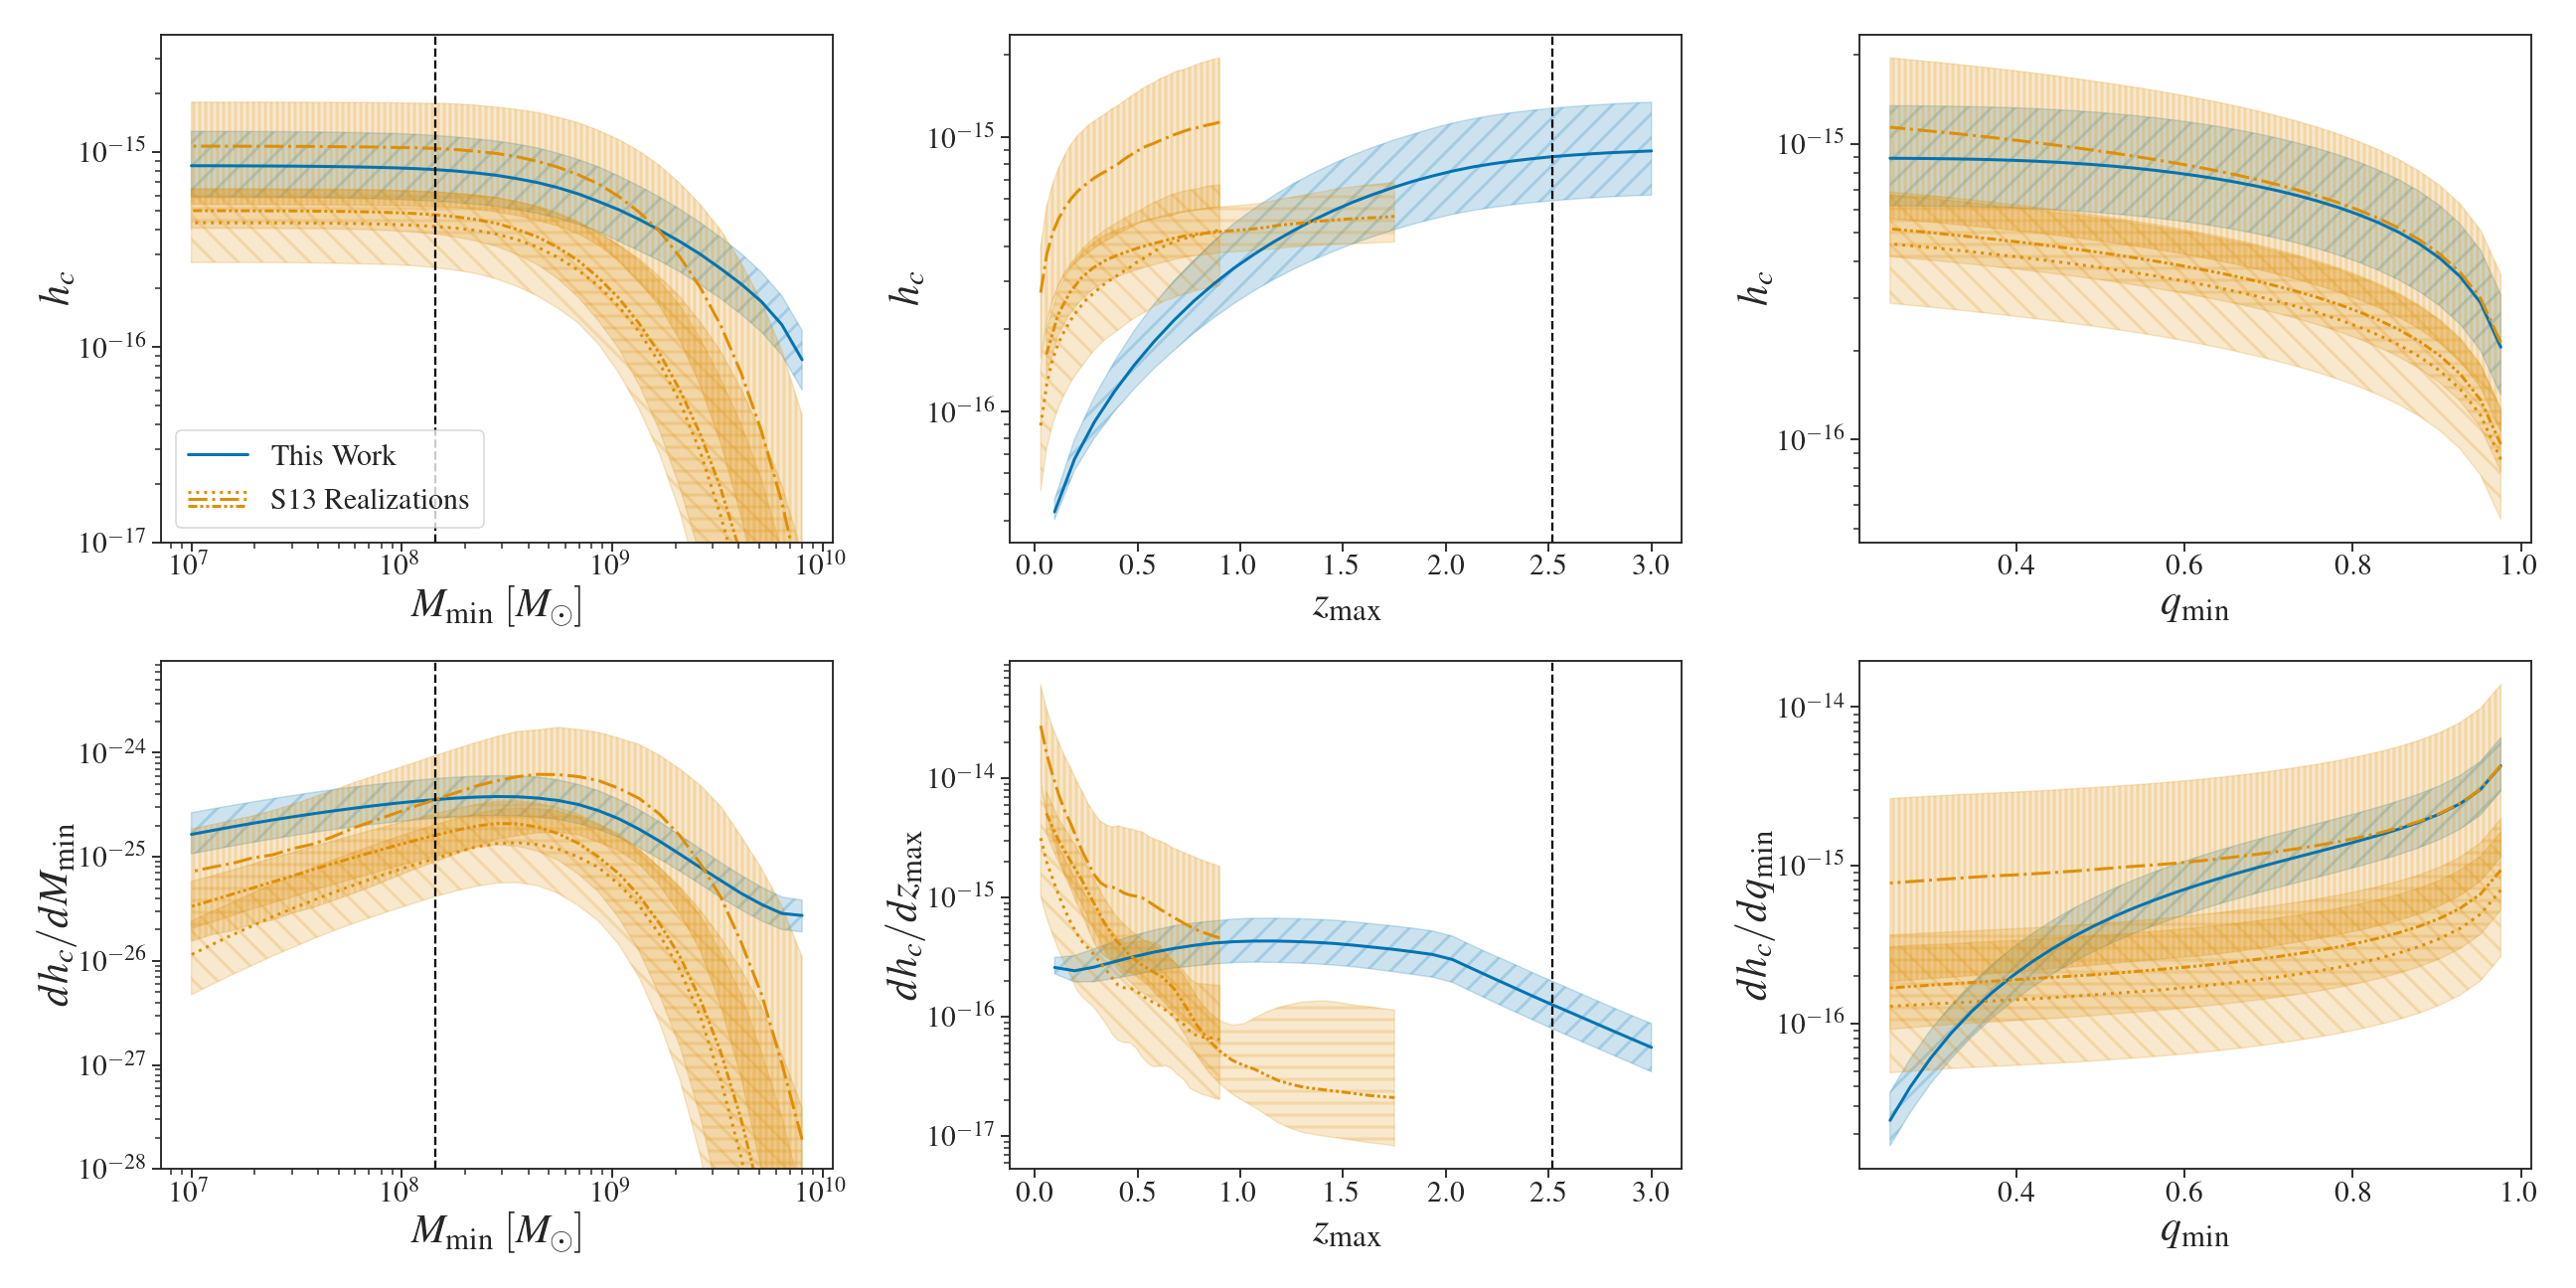 h_c
10^{-15}
10^{-16}
10^{-17}
This Work
S13 Realizations
10^7 10^8 10^9 10^{10}
M_min [M_⊙]
h_c
10^{-15}
10^{-16}
0.0 0.5 1.0 1.5 2.0 2.5 3.0
z_max
h_c
10^{-15}
10^{-16}
0.4 0.6 0.8 1.0
q_min
dh_c/dM_min
10^{-24}
10^{-25}
10^{-26}
10^{-27}
10^{-28}
10^7 10^8 10^9 10^{10}
M_min [M_⊙]
dh_c/dz_max
10^{-14}
10^{-15}
10^{-16}
10^{-17}
0.0 0.5 1.0 1.5 2.0 2.5 3.0
z_max
dh_c/dq_min
10^{-14}
10^{-15}
10^{-16}
0.4 0.6 0.8 1.0
q_min